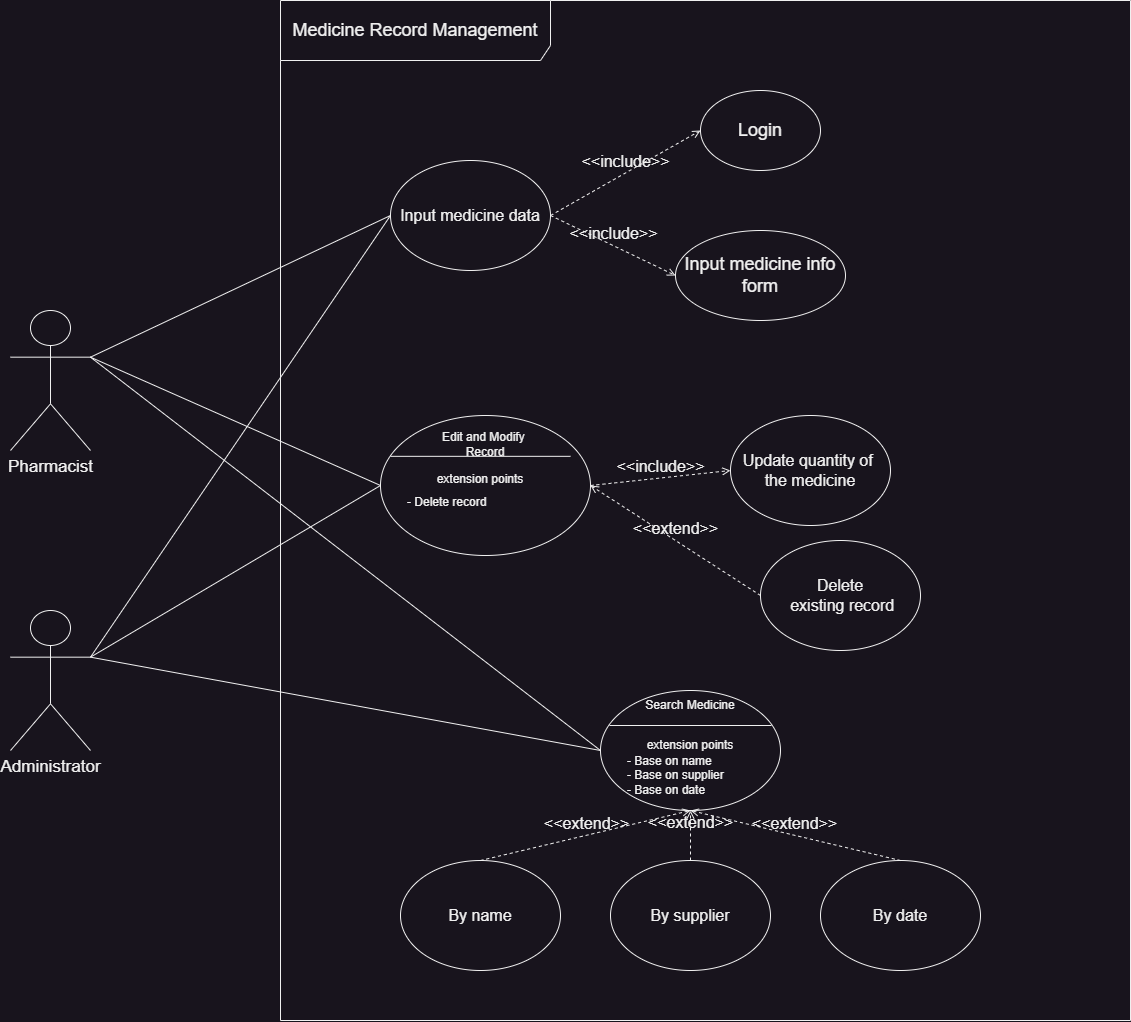 Medicine Record Management
Login
<<include>>
Input medicine data
<<include>>
Input medicine info
form
Pharmacist
Edit and Modify
Record
extension points
- Delete record
<<include>>
Update quantity of
the medicine
<<extend>>
Delete
existing record
Administrator
Search Medicine
extension points
- Base on name
- Base on supplier
- Base on date
<<extend>>
<<extend>>
<<extend>>
By name
By supplier
By date